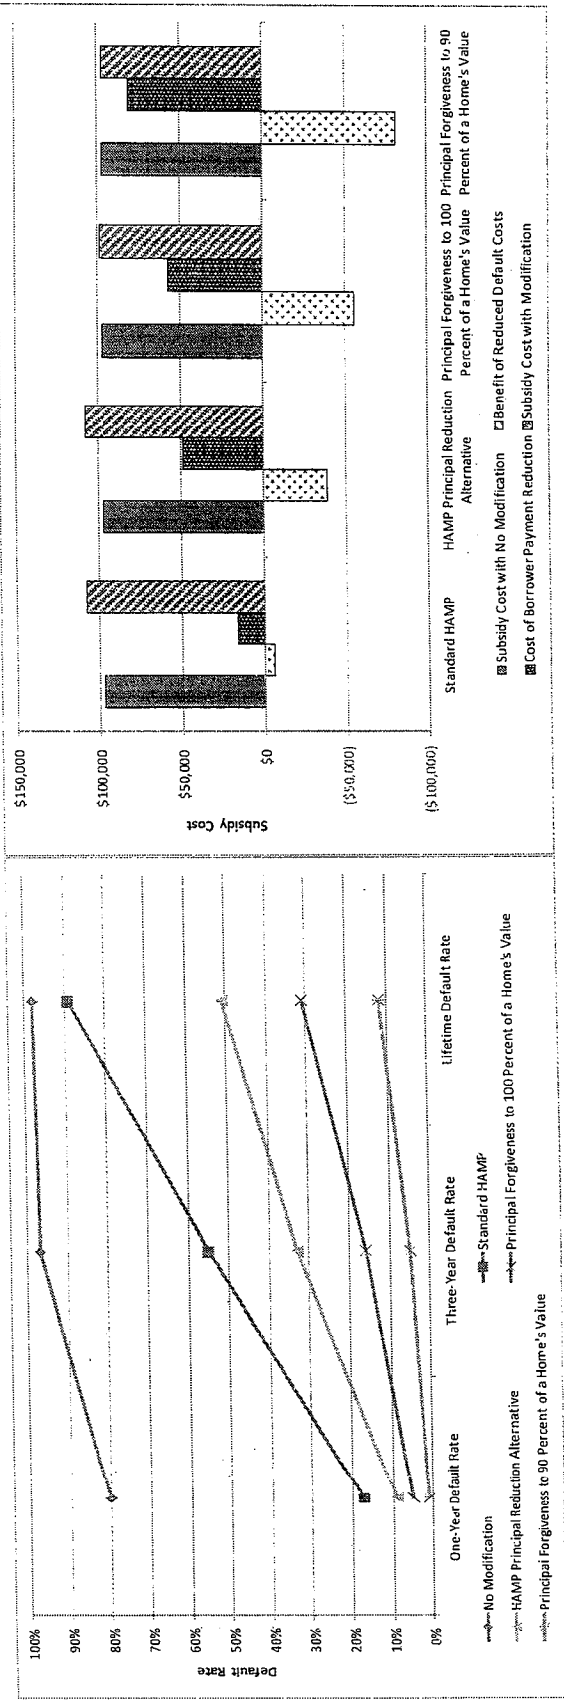 100%
90%
80%
70%
60%
50%
40%
30%
20%
10%
0%
Default Rate
One-Year Default Rate
Three-Year Default Rate
Lifetime Default Rate
No Modification
Standard HAMP
HAMP Principal Reduction Alternative
Principal Forgiveness to 100 Percent of a Home's Value
Principal Forgiveness to 90 Percent of a Home's Value
$150,000
$100,000
$50,000
$0
($50,000)
($100,000)
Subsidy Cost
Standard HAMP
HAMP Principal Reduction
Alternative
Principal Forgiveness to 100
Percent of a Home's Value
Principal Forgiveness to 90
Percent of a Home's Value
Subsidy Cost with No Modification
Benefit of Reduced Default Costs
Cost of Borrower Payment Reduction
Subsidy Cost with Modification